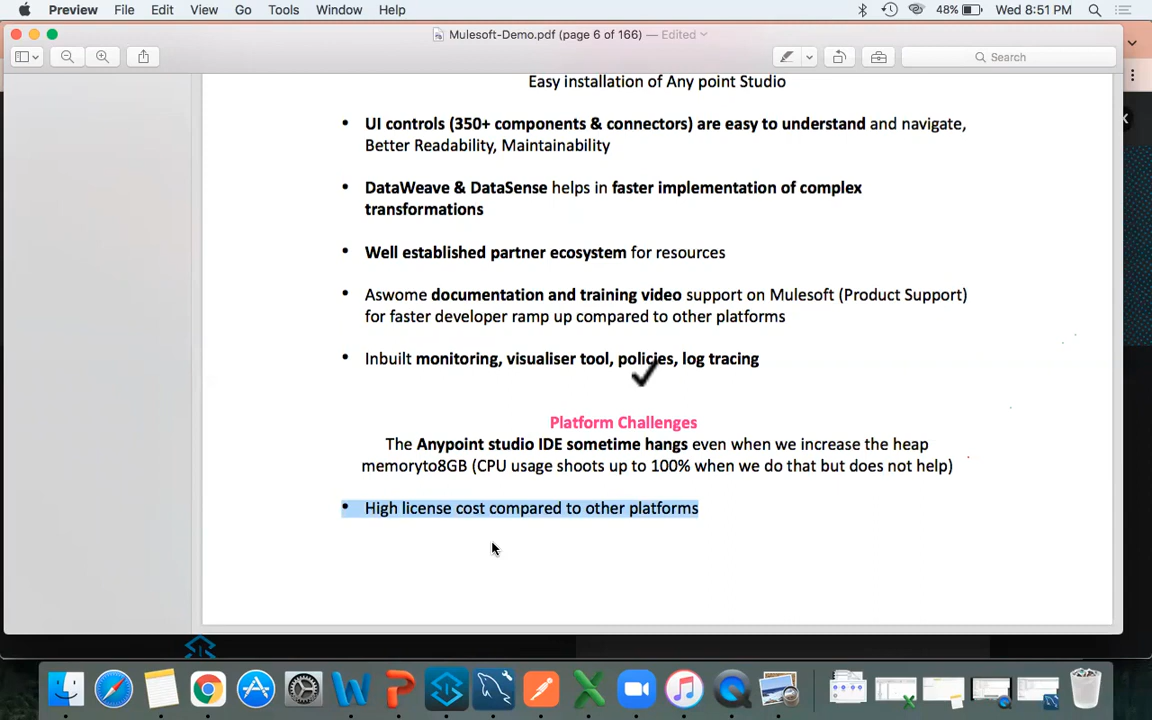 Preview File Edit View Go Tools Window Help 48% Wed 8:51 PM
Mulesoft-Demo.pdf (page 6 of 166) — Edited
Search
Easy installation of Any point Studio
• UI controls (350+ components & connectors) are easy to understand and navigate,
Better Readability, Maintainability
• DataWeave & DataSense helps in faster implementation of complex
transformations
• Well established partner ecosystem for resources
• Aswome documentation and training video support on Mulesoft (Product Support)
for faster developer ramp up compared to other platforms
• Inbuilt monitoring, visualiser tool, policies, log tracing
Platform Challenges
The Anypoint studio IDE sometime hangs even when we increase the heap
memoryto8GB (CPU usage shoots up to 100% when we do that but does not help)
• High license cost compared to other platforms